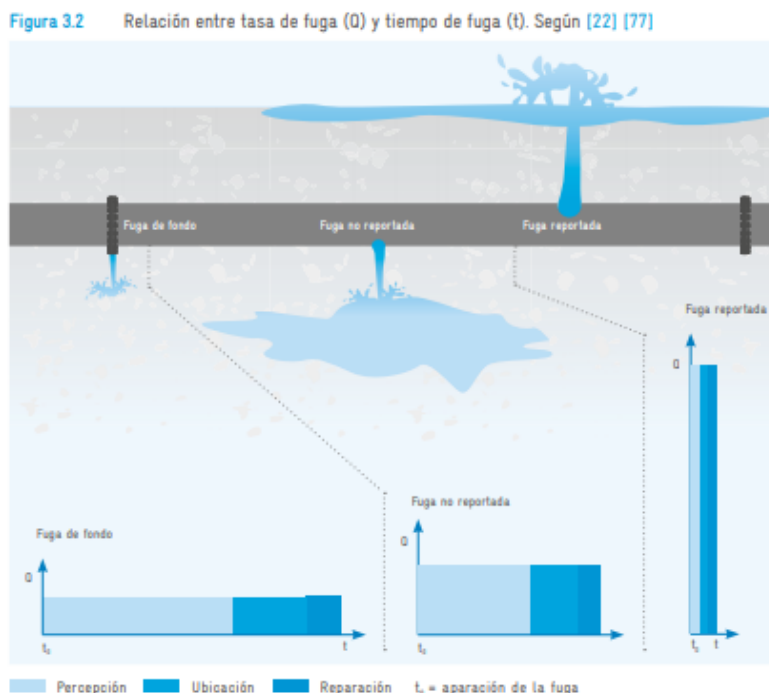 Figura 3.2 Relación entre tasa de fuga (Q) y tiempo de fuga (t). Según [22] [77]
Fuga de fondo
Fuga no reportada
Fuga reportada
Fuga reportada
Q
t₀ t
Fuga no reportada
Q
t₀
Fuga de fondo
Q
t₀ t
Percepción Ubicación Reparación t₀ = aparación de la fuga